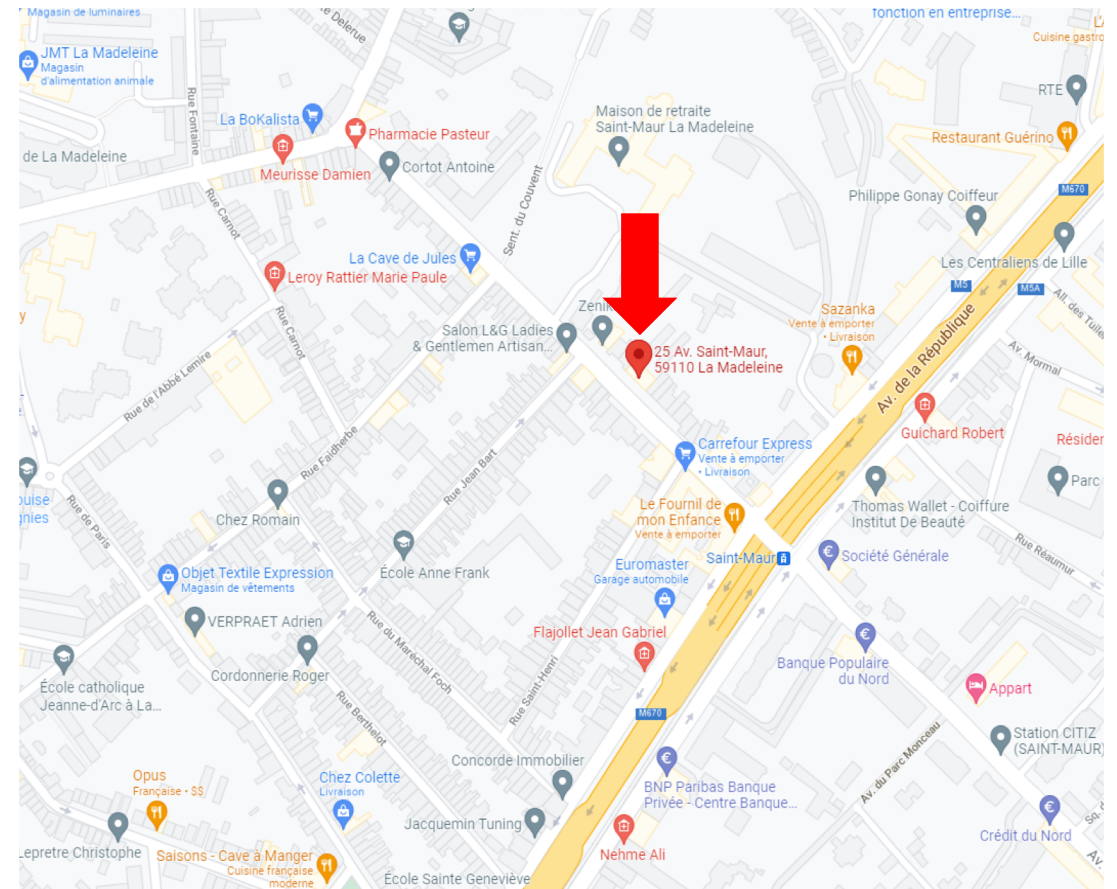 Magasin de luminaires
JMT La Madeleine
Magasin
d'alimentation animale
Rue Fontaine
Delerue
fonction en entreprise...
Cuisine gastro
RTE
La BoKalista
Pharmacie Pasteur
Meurisse Damien
Cortot Antoine
de La Madeleine
Maison de retraite
Saint-Maur La Madeleine
Restaurant Guérino
M670
Philippe Gonay Coiffeur
Rue Carnot
Sent. du Couvent
La Cave de Jules
Leroy Rattier Marie Paule
Les Centraliens de Lille
M5
M5A
All. des Tuile
Rue Carnot
Salon L&G Ladies
& Gentlemen Artisan...
25 Av. Saint-Maur,
59110 La Madeleine
Sazanka
Vente à emporter
• Livraison
Av. de la République
Av. Mormal
Rue de l'Abbé Lemire
Rue Faidherbe
Rue Jean Bart
Carrefour Express
Vente à emporter
• Livraison
Guichard Robert
Résiden
Parc
Rue de Paris
Chez Romain
Le Fournil de
mon Enfance
Vente à emporter
Thomas Wallet - Coiffure
Institut De Beauté
Rue Réaumur
École Anne Frank
Saint-Maur
Société Générale
Objet Textile Expression
Magasin de vêtements
Euromaster
Garage automobile
VERPRAET Adrien
Rue du Maréchal Foch
Flajollet Jean Gabriel
Cordonnerie Roger
Rue Saint-Henri
Banque Populaire
du Nord
Appart
École catholique
Jeanne-d'Arc à La...
Rue Berthelot
M670
Station CITIZ
(SAINT-MAUR)
Av. du Parc Monceau
Concorde Immobilier
BNP Paribas Banque
Privée - Centre Banque...
Opus
Française • $$
Chez Colette
Livraison
Jacquemin Tuning
Crédit du Nord
Sq. d
Av.
Lepretre Christophe
Saisons - Cave à Manger
Cuisine française
moderne
Nehme Ali
École Sainte Geneviève